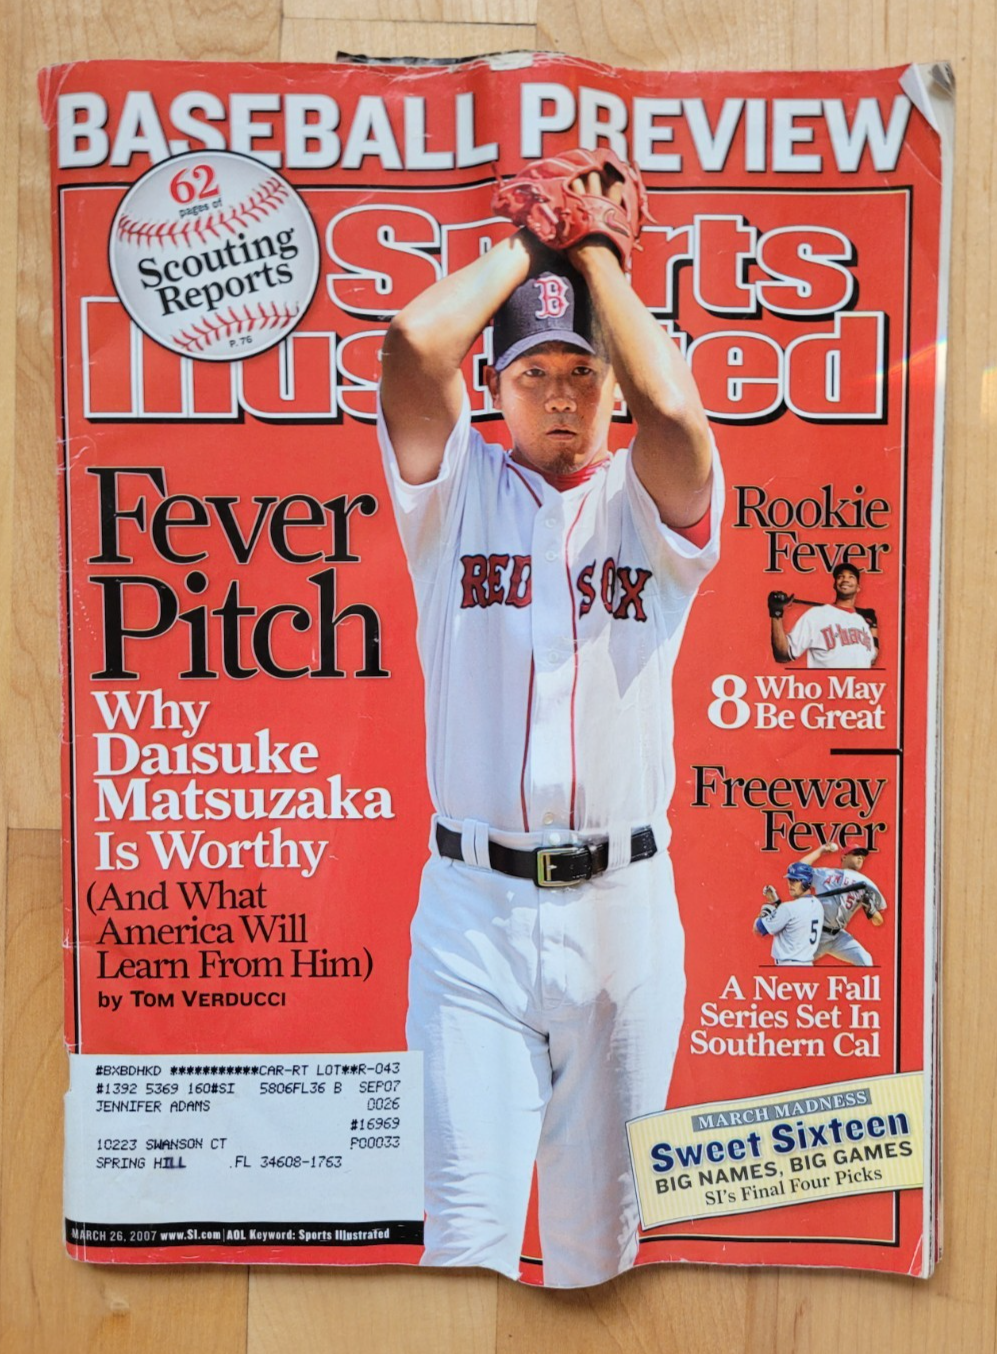 BASEBALL PREVIEW
62
pages of
Scouting
Reports
P. 76
Sports
Illustrated
B
RED SOX
Fever
Pitch
Why
Daisuke
Matsuzaka
Is Worthy
(And What
America Will
Learn From Him)
by TOM VERDUCCI
Rookie
Fever
D-backs
8 Who May
Be Great
Freeway
Fever
5
5
A New Fall
Series Set In
Southern Cal
MARCH MADNESS
Sweet Sixteen
BIG NAMES, BIG GAMES
SI's Final Four Picks
#BXBDHKD ***********CAR-RT LOT**R-043
#1392 5369 160#SI 5806FL36 B SEP07
JENNIFER ADAMS 0026
#16969
10223 SWANSON CT P00033
SPRING HILL .FL 34608-1763
MARCH 26, 2007 www.SI.com | AOL Keyword: Sports Illustrated